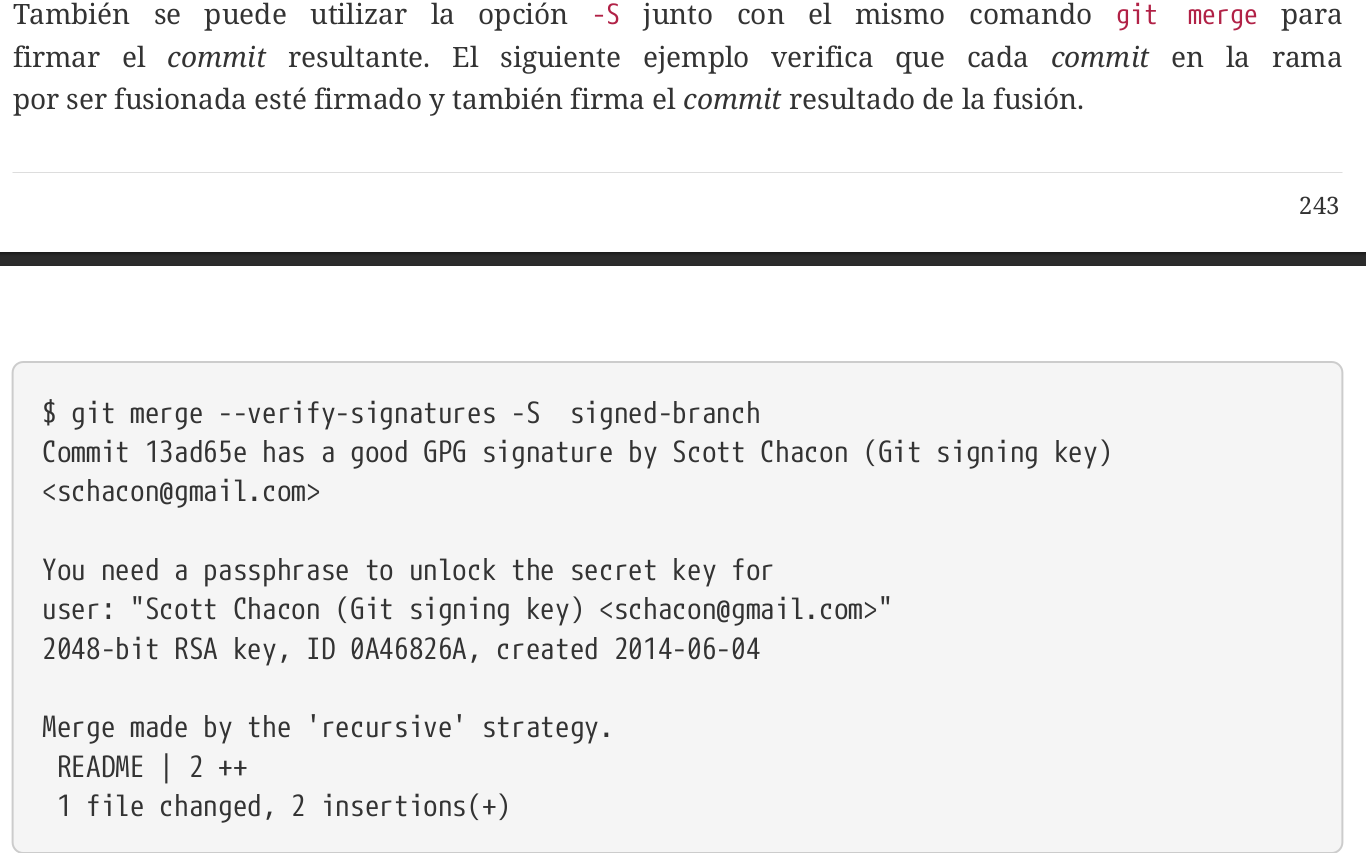 También se puede utilizar la opción -S junto con el mismo comando git merge para
firmar el commit resultante. El siguiente ejemplo verifica que cada commit en la rama
por ser fusionada esté firmado y también firma el commit resultado de la fusión.
243
$ git merge --verify-signatures -S  signed-branch
Commit 13ad65e has a good GPG signature by Scott Chacon (Git signing key)
<schacon@gmail.com>
You need a passphrase to unlock the secret key for
user: "Scott Chacon (Git signing key) <schacon@gmail.com>"
2048-bit RSA key, ID 0A46826A, created 2014-06-04
Merge made by the 'recursive' strategy.
 README | 2 ++
 1 file changed, 2 insertions(+)